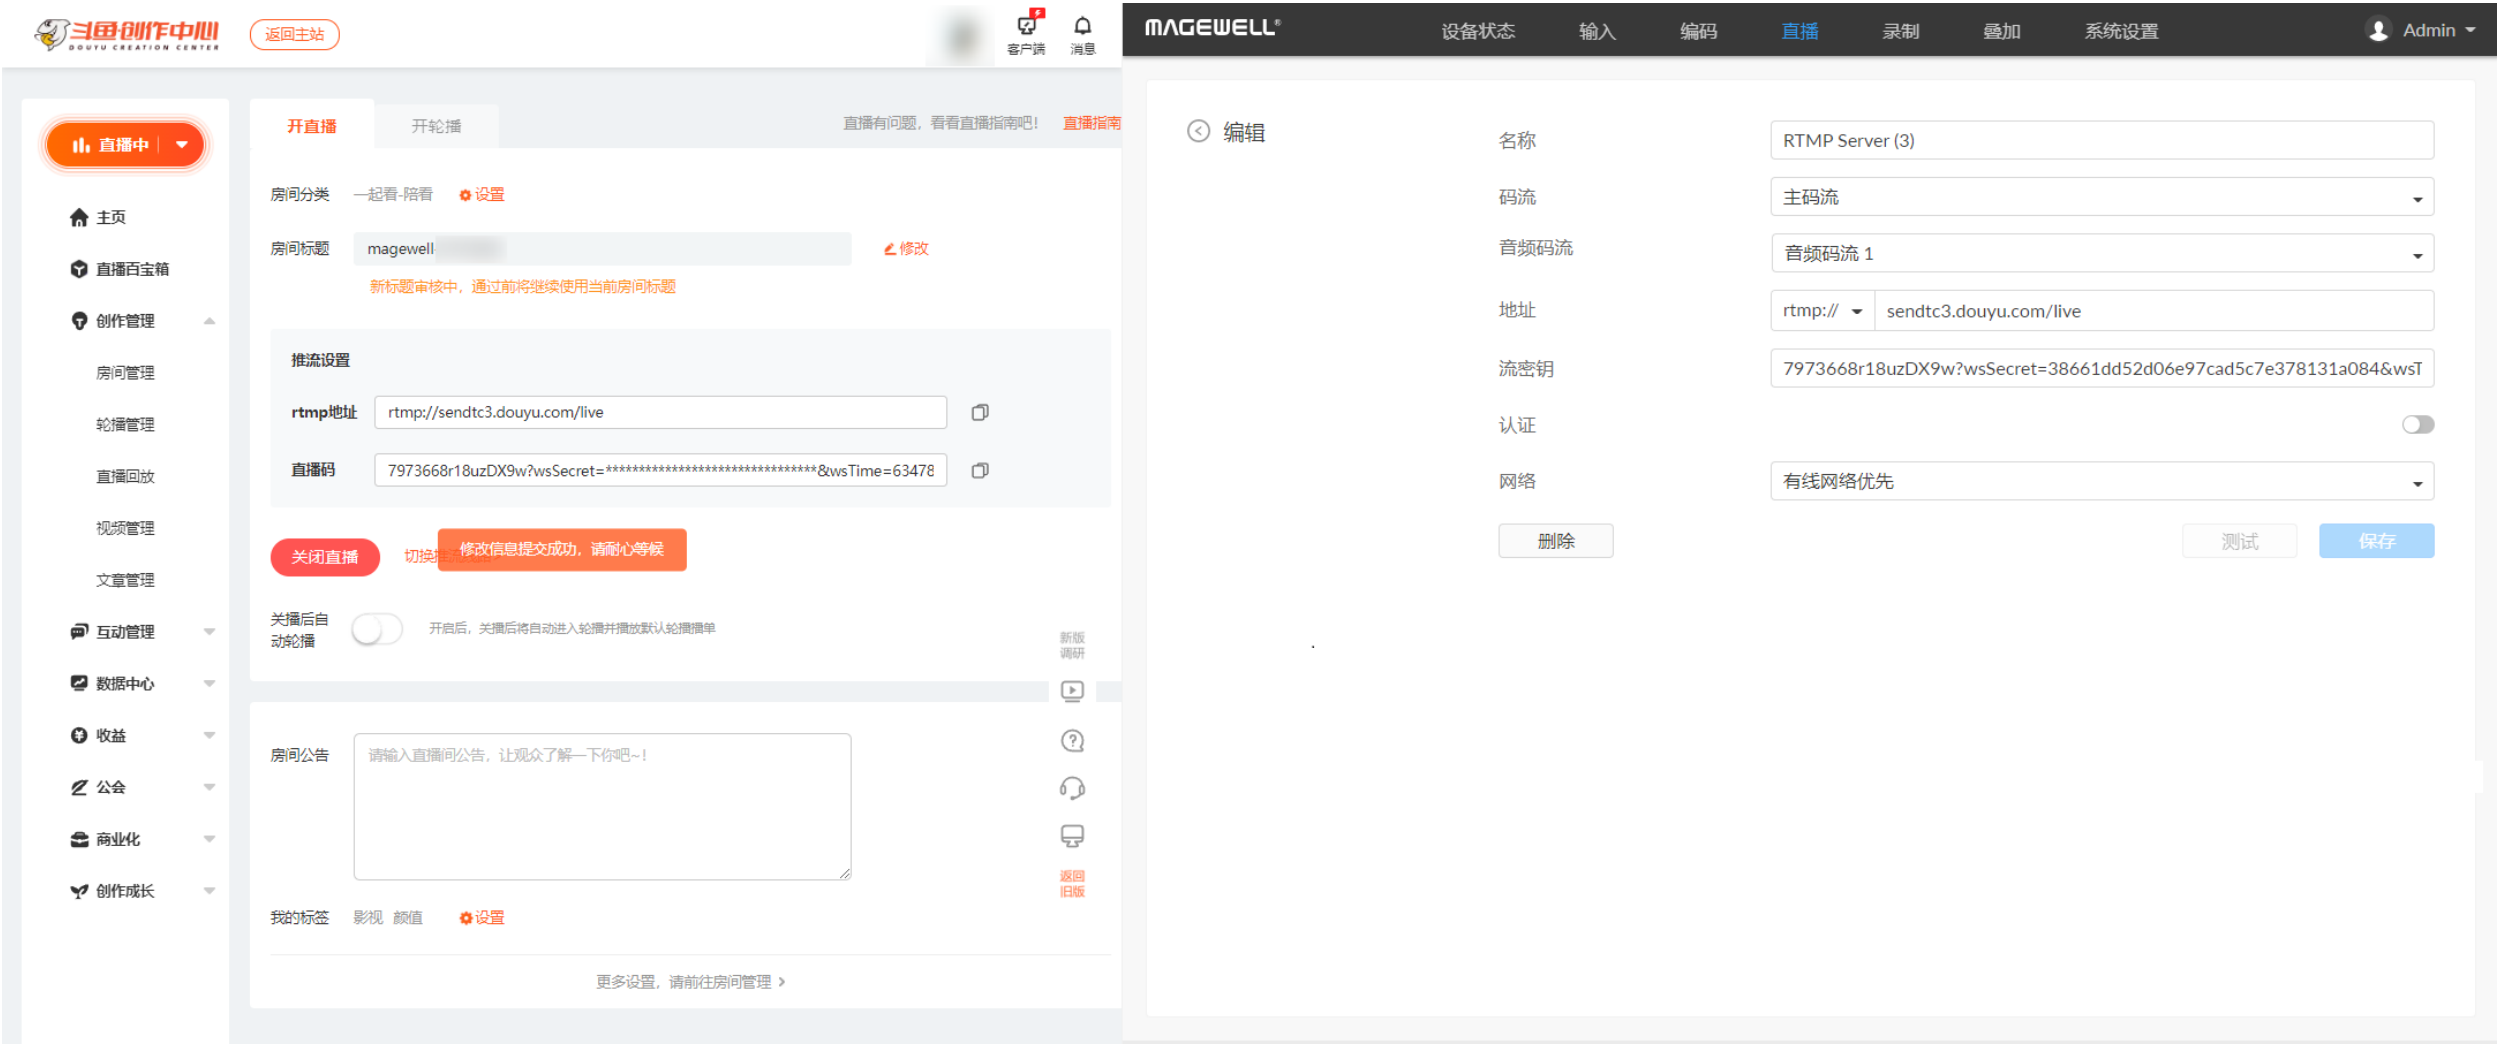 斗鱼创作中心
DOUYU CREATION CENTER
返回主站
客户端
消息
直播中
主页
直播百宝箱
创作管理
房间管理
轮播管理
直播回放
视频管理
文章管理
互动管理
数据中心
收益
公会
商业化
创作成长
开直播
开轮播
直播有问题，看看直播指南吧！
直播指南
房间分类
一起看-陪看
设置
房间标题
magewell
修改
新标题审核中，通过前将继续使用当前房间标题
推流设置
rtmp地址
rtmp://sendtc3.douyu.com/live
直播码
7973668r18uzDX9w?wsSecret=********************************&wsTime=63478
关闭直播
切换
修改信息提交成功，请耐心等候
关播后自
动轮播
开启后，关播后将自动进入轮播并播放默认轮播播单
新版
调研
房间公告
请输入直播间公告，让观众了解一下你吧~！
返回
旧版
我的标签
影视 颜值
设置
更多设置，请前往房间管理 >
MAGEWELL®
设备状态
输入
编码
直播
录制
叠加
系统设置
Admin
编辑
名称
RTMP Server (3)
码流
主码流
音频码流
音频码流 1
地址
rtmp://
sendtc3.douyu.com/live
流密钥
7973668r18uzDX9w?wsSecret=38661dd52d06e97cad5c7e378131a084&wsT
认证
网络
有线网络优先
删除
测试
保存